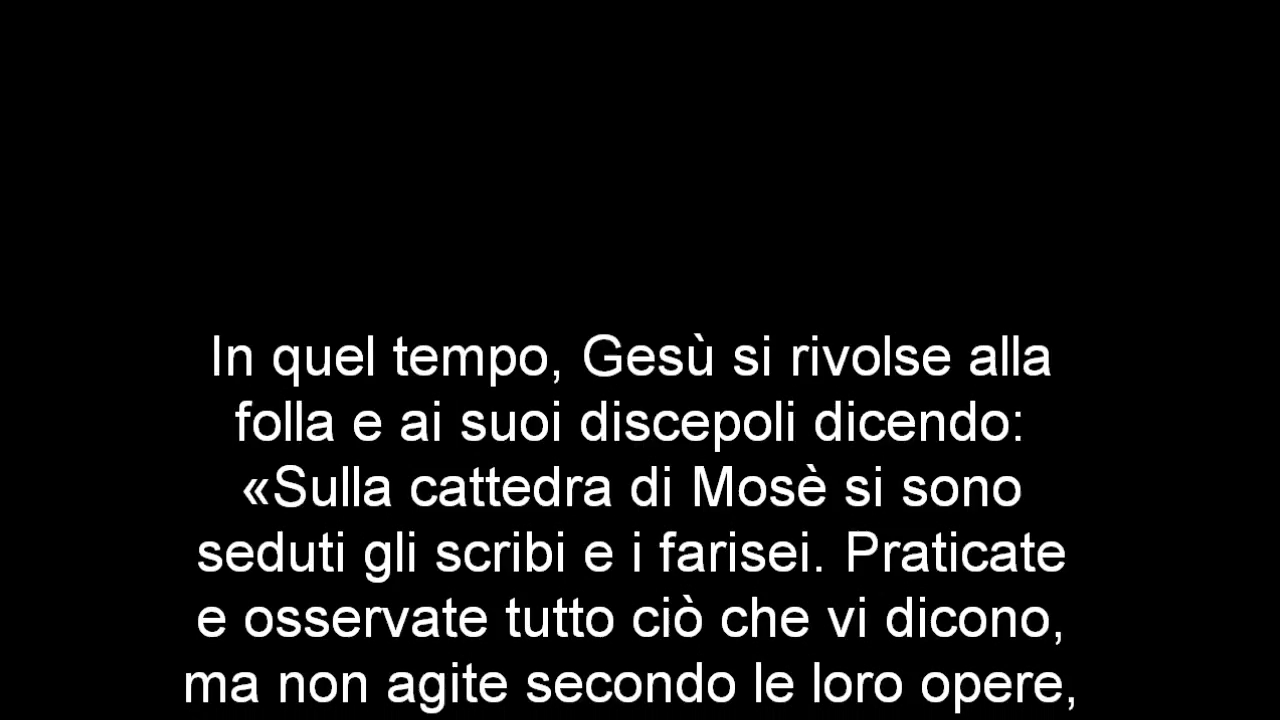 In quel tempo, Gesù si rivolse alla
folla e ai suoi discepoli dicendo:
«Sulla cattedra di Mosè si sono
seduti gli scribi e i farisei. Praticate
e osservate tutto ciò che vi dicono,
ma non agite secondo le loro opere,